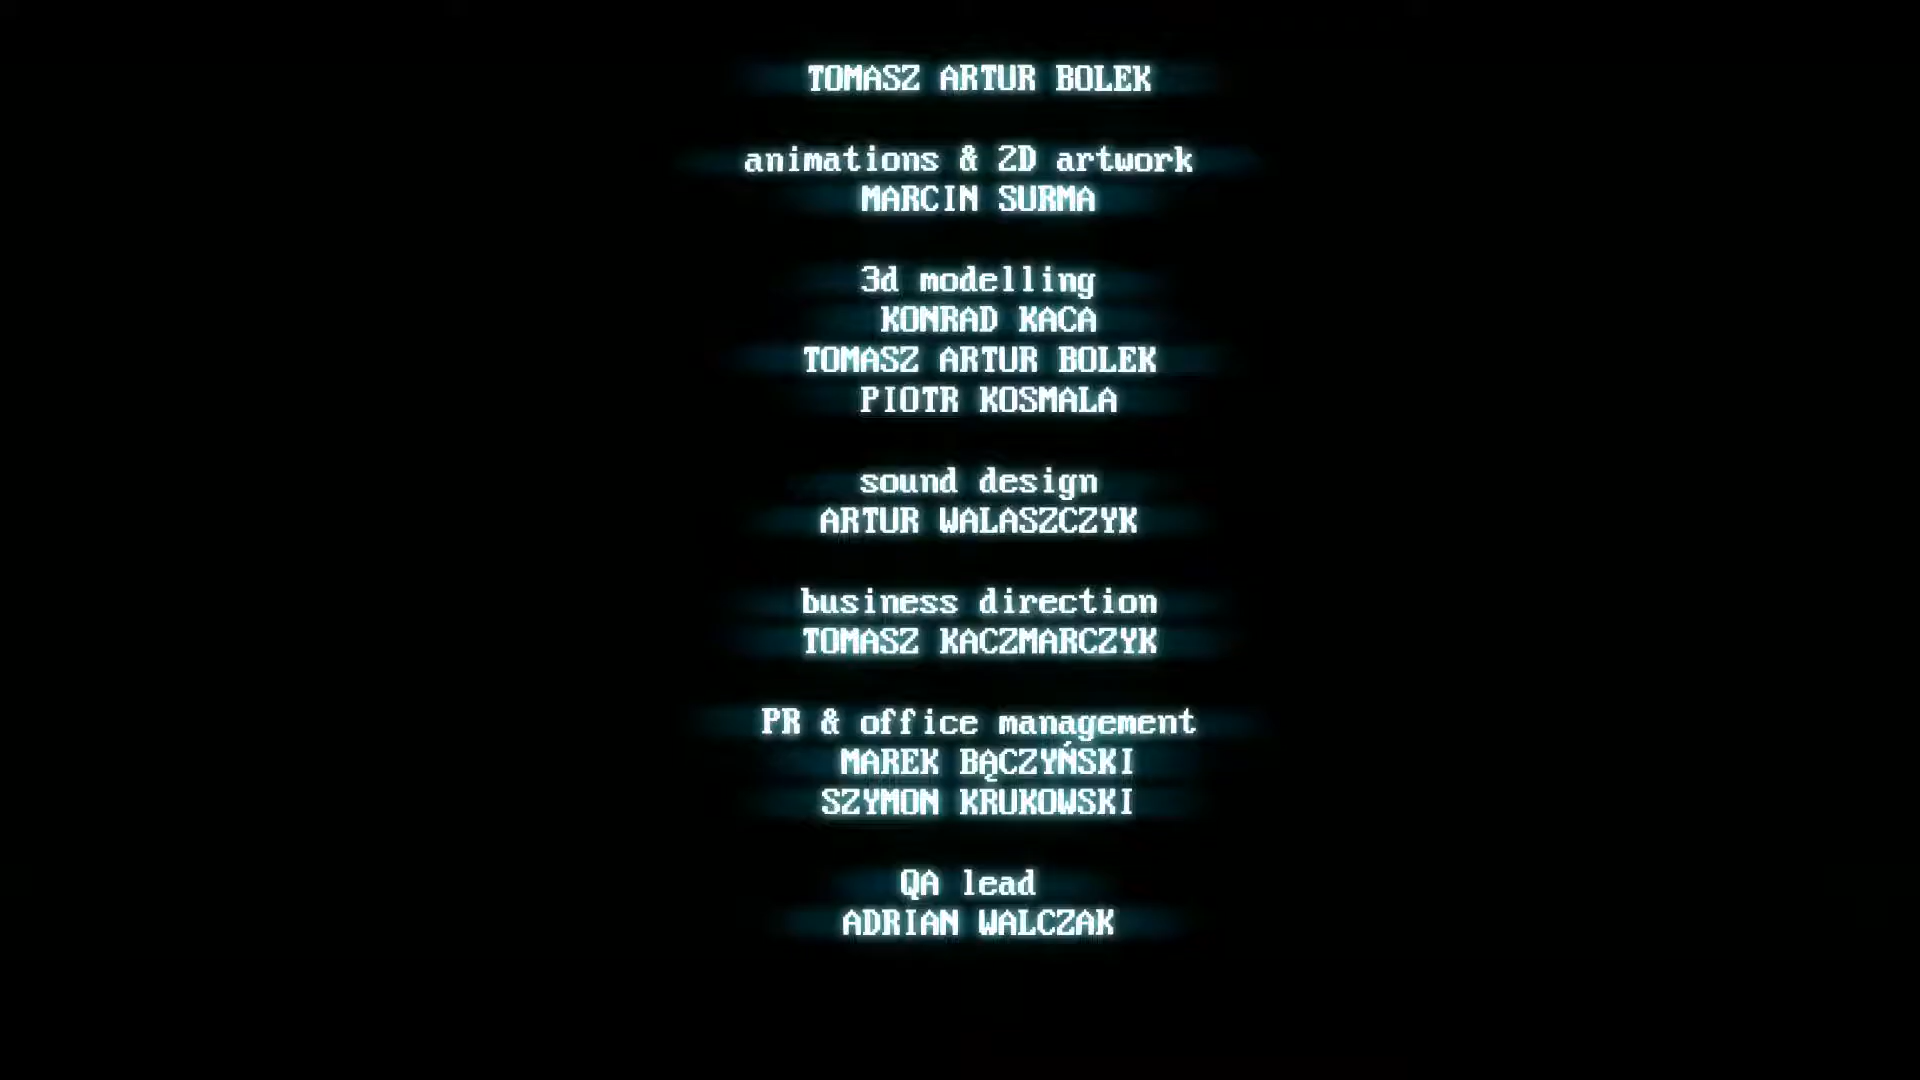 TOMASZ ARTUR BOLEK
animations & 2D artwork
MARCIN SURMA
3d modelling
KONRAD KACA
TOMASZ ARTUR BOLEK
PIOTR KOSMALA
sound design
ARTUR WALASZCZYK
business direction
TOMASZ KACZMARCZYK
PR & office management
MAREK BĄCZYŃSKI
SZYMON KRUKOWSKI
QA lead
ADRIAN WALCZAK